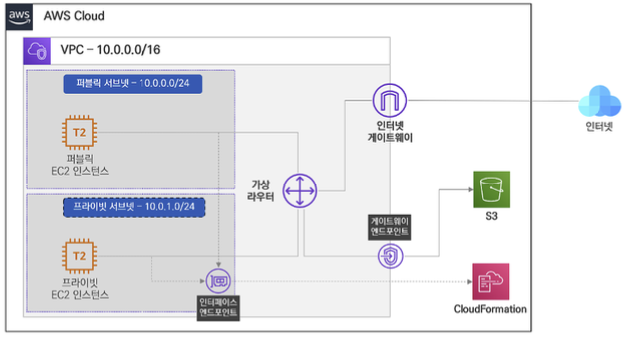 aws
AWS Cloud
VPC – 10.0.0.0/16
퍼블릭 서브넷 – 10.0.0.0/24
T2
퍼블릭
EC2 인스턴스
프라이빗 서브넷 – 10.0.1.0/24
T2
프라이빗
EC2 인스턴스
인터페이스
엔드포인트
가상
라우터
인터넷
게이트웨이
게이트웨이
엔드포인트
인터넷
S3
CloudFormation